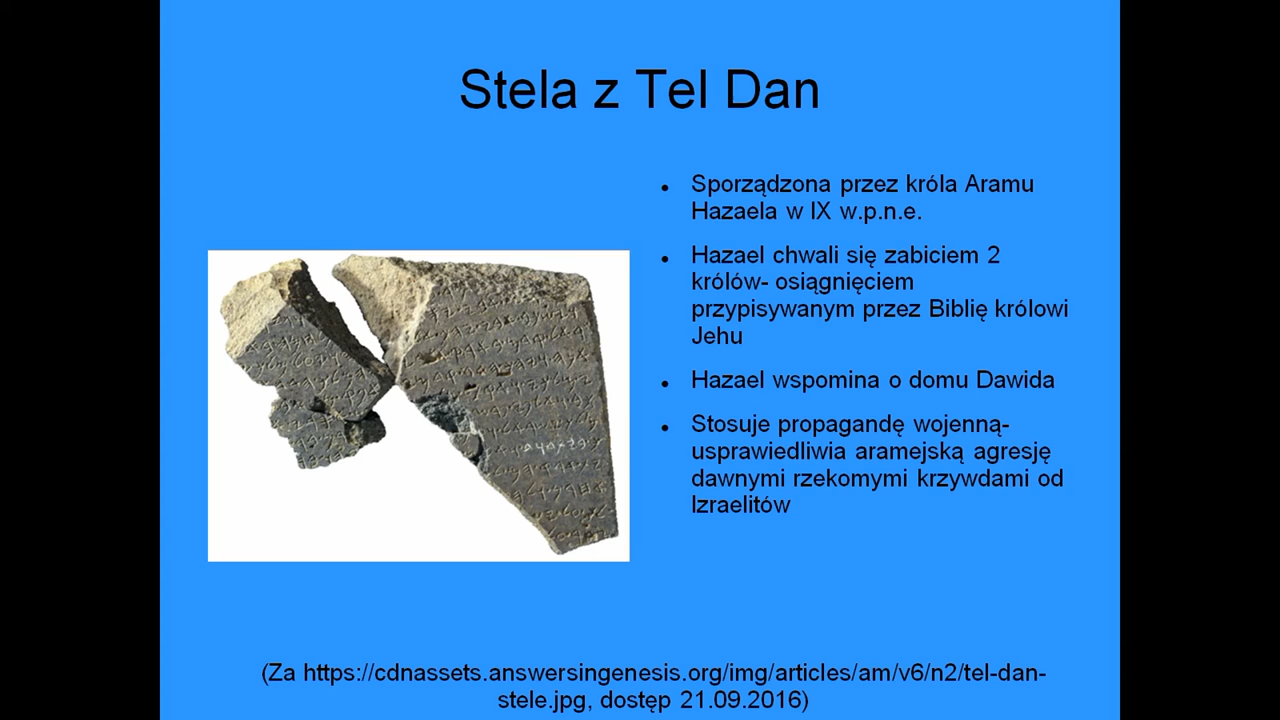 Stela z Tel Dan
Sporządzona przez króla Aramu
Hazaela w IX w.p.n.e.
Hazael chwali się zabiciem 2
królów- osiągnięciem
przypisywanym przez Biblię królowi
Jehu
Hazael wspomina o domu Dawida
Stosuje propagandę wojenną-
usprawiedliwia aramejską agresję
dawnymi rzekomymi krzywdami od
Izraelitów
(Za https://cdnassets.answersingenesis.org/img/articles/am/v6/n2/tel-dan-
stele.jpg, dostęp 21.09.2016)